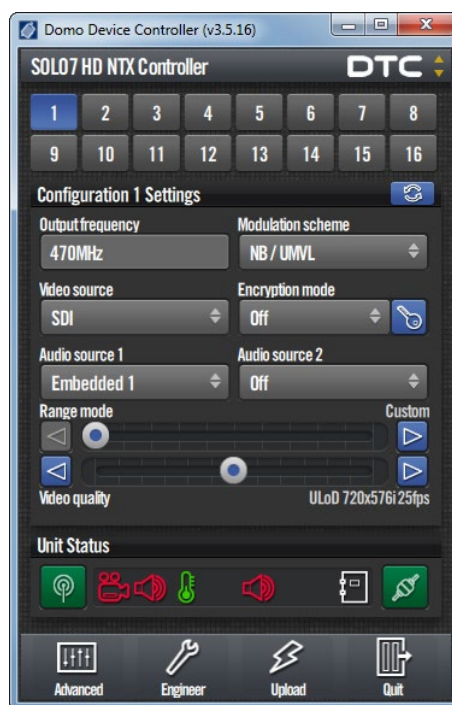 Domo Device Controller (v3.5.16)
SOLO7 HD NTX Controller DTC
1 2 3 4 5 6 7 8
9 10 11 12 13 14 15 16
Configuration 1 Settings
Output frequency Modulation scheme
470MHz NB / UMVL
Video source Encryption mode
SDI Off
Audio source 1 Audio source 2
Embedded 1 Off
Range mode Custom
Video quality ULoD 720x576i 25fps
Unit Status
Advanced Engineer Upload Quit